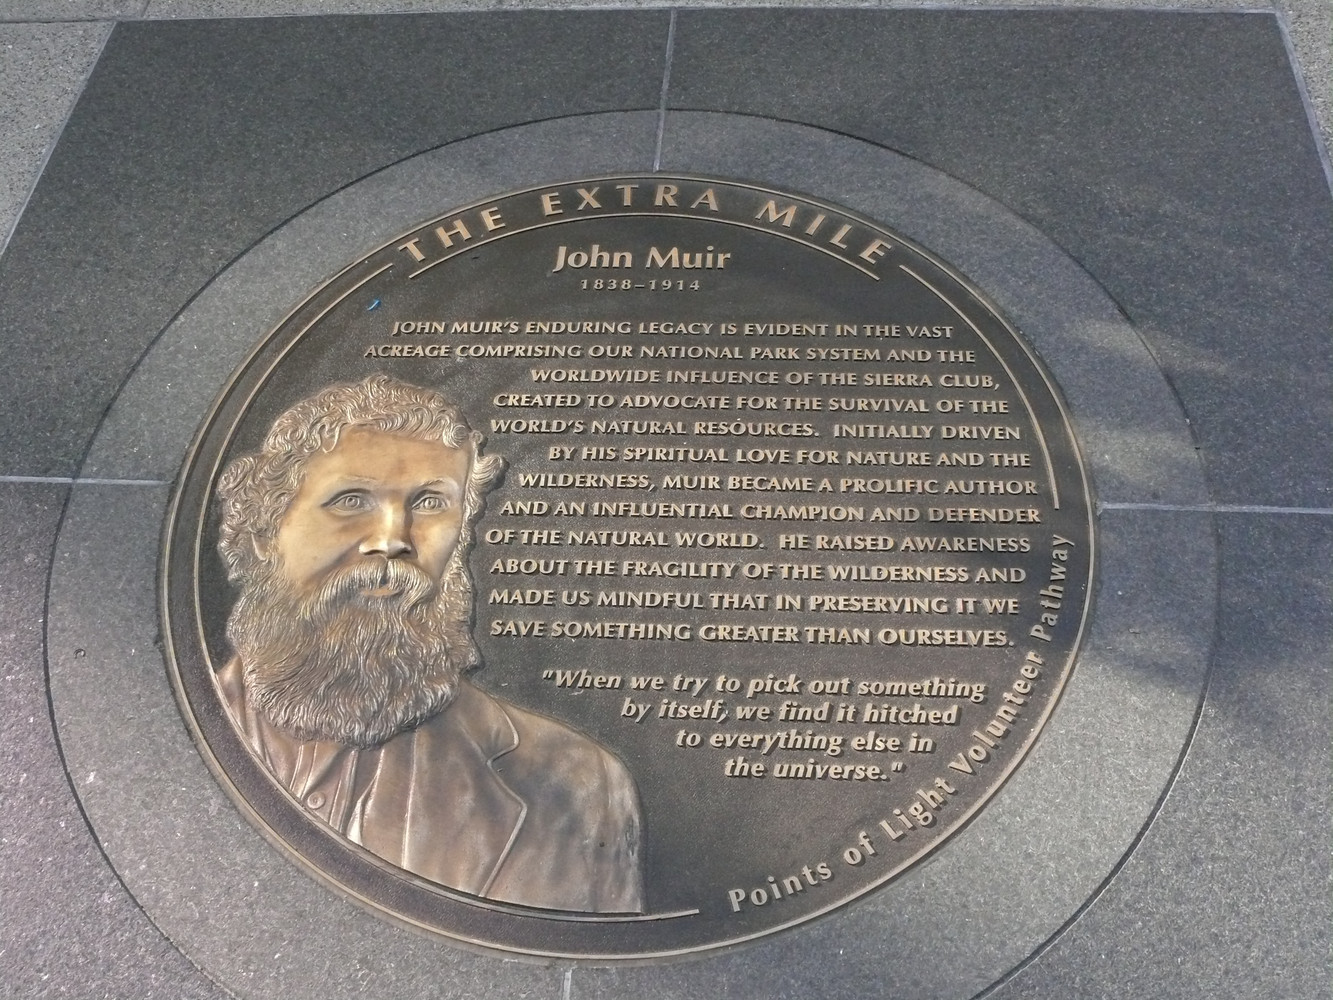 THE EXTRA MILE
John Muir
1838–1914
JOHN MUIR'S ENDURING LEGACY IS EVIDENT IN THE VAST
ACREAGE COMPRISING OUR NATIONAL PARK SYSTEM AND THE
WORLDWIDE INFLUENCE OF THE SIERRA CLUB,
CREATED TO ADVOCATE FOR THE SURVIVAL OF THE
WORLD'S NATURAL RESOURCES. INITIALLY DRIVEN
BY HIS SPIRITUAL LOVE FOR NATURE AND THE
WILDERNESS, MUIR BECAME A PROLIFIC AUTHOR
AND AN INFLUENTIAL CHAMPION AND DEFENDER
OF THE NATURAL WORLD. HE RAISED AWARENESS
ABOUT THE FRAGILITY OF THE WILDERNESS AND
MADE US MINDFUL THAT IN PRESERVING IT WE
SAVE SOMETHING GREATER THAN OURSELVES.
"When we try to pick out something
by itself, we find it hitched
to everything else in
the universe."
Points of Light Volunteer Pathway